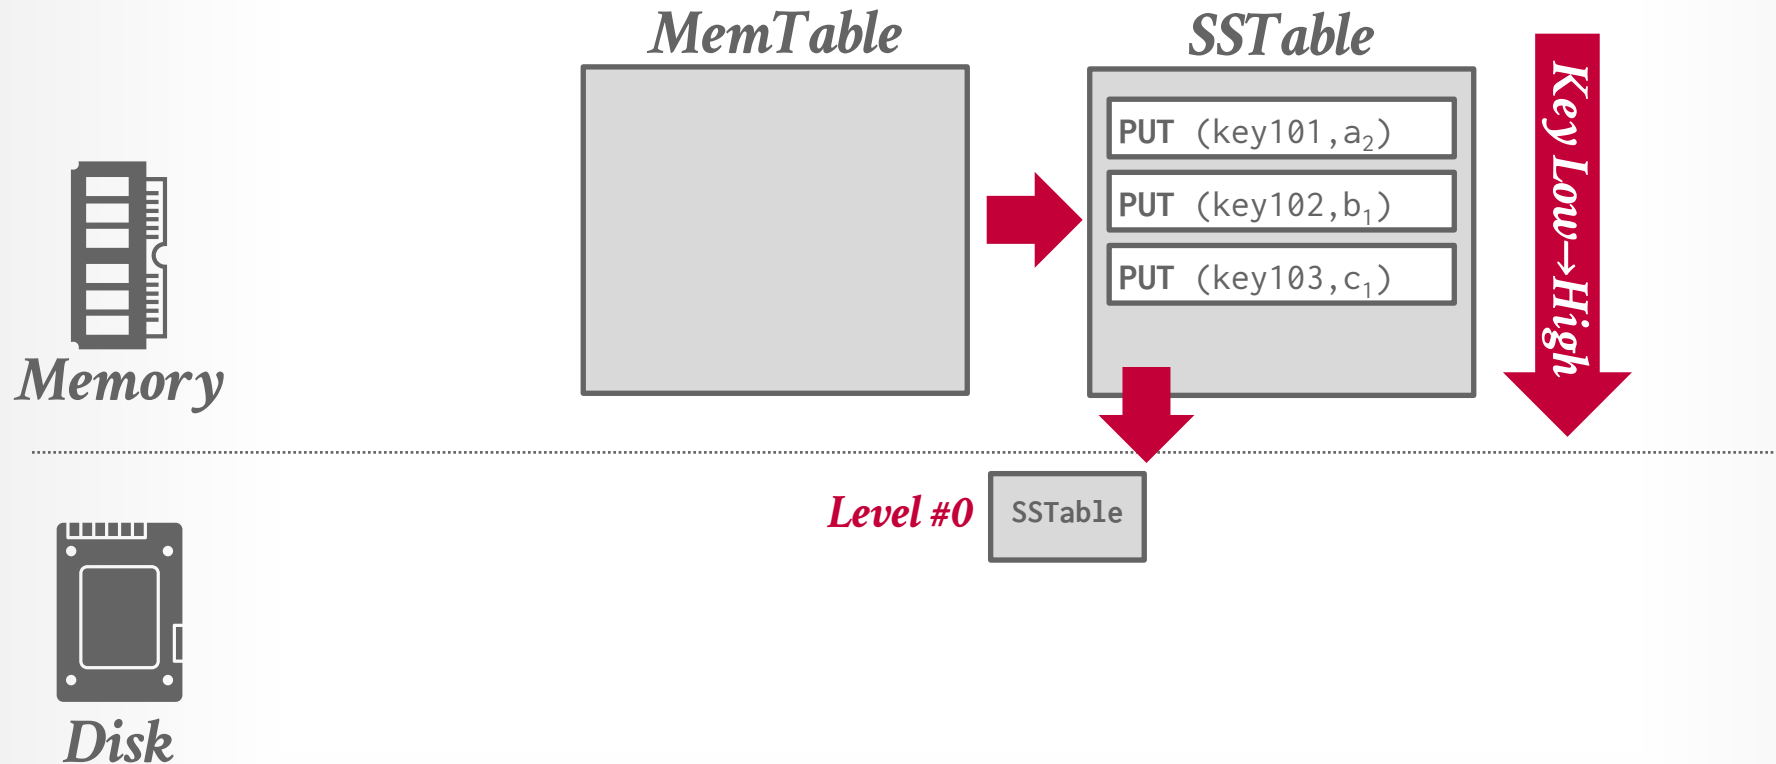 MemTable
SSTable
PUT (key101,a₂)
PUT (key102,b₁)
PUT (key103,c₁)
Key Low→High
Memory
Level #0
SSTable
Disk